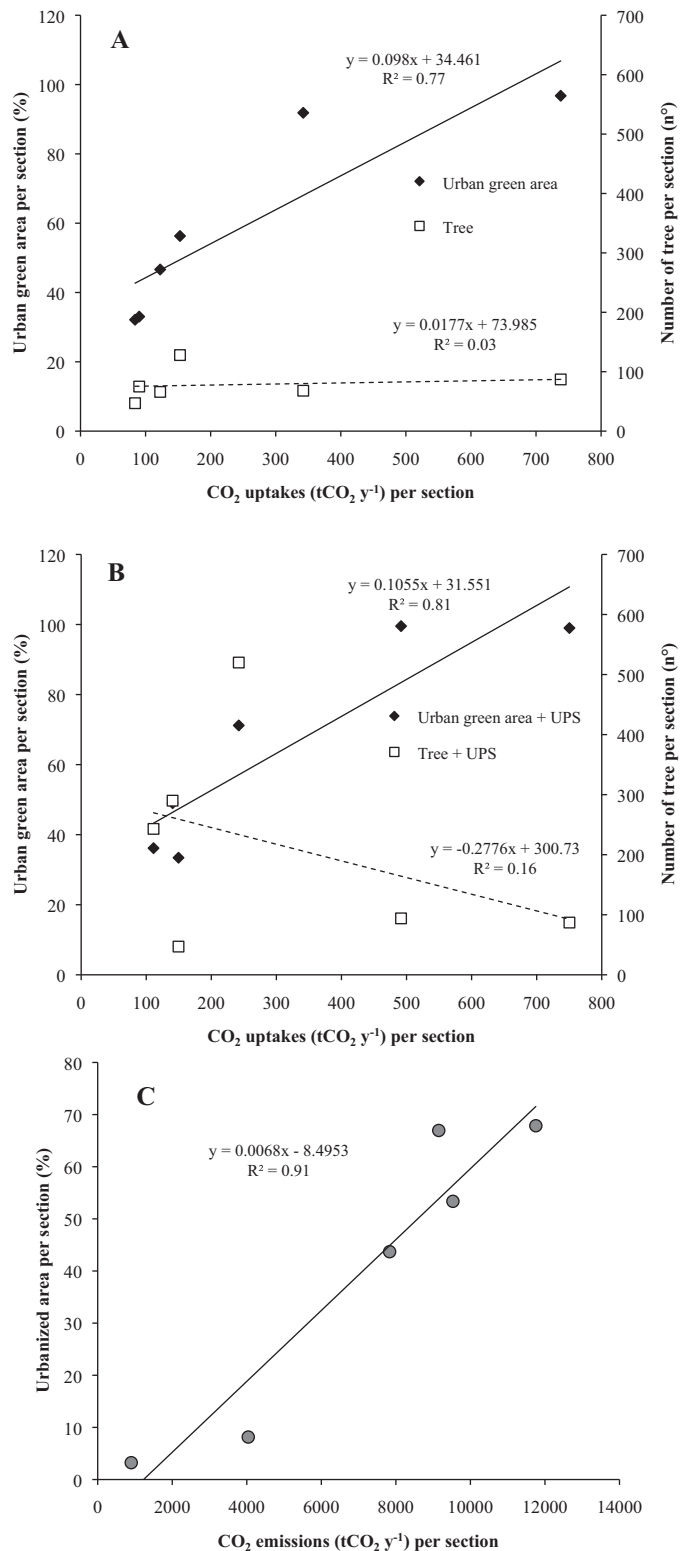 A
120
100
80
60
40
20
0
Urban green area per section (%)
700
600
500
400
300
200
100
0
Number of tree per section (n°)
y = 0.098x + 34.461
R² = 0.77
Urban green area
Tree
y = 0.0177x + 73.985
R² = 0.03
0 100 200 300 400 500 600 700 800
CO₂ uptakes (tCO₂ y⁻¹) per section
B
120
100
80
60
40
20
0
Urban green area per section (%)
700
600
500
400
300
200
100
0
Number of tree per section (n°)
y = 0.1055x + 31.551
R² = 0.81
Urban green area + UPS
Tree + UPS
y = -0.2776x + 300.73
R² = 0.16
0 100 200 300 400 500 600 700 800
CO₂ uptakes (tCO₂ y⁻¹) per section
C
80
70
60
50
40
30
20
10
0
Urbanized area per section (%)
y = 0.0068x - 8.4953
R² = 0.91
0 2000 4000 6000 8000 10000 12000 14000
CO₂ emissions (tCO₂ y⁻¹) per section